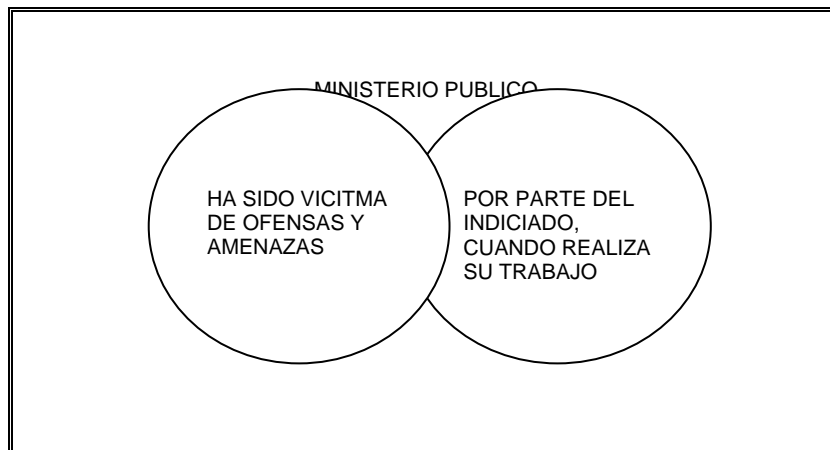 MINISTERIO PUBLICO
HA SIDO VICITMA
DE OFENSAS Y
AMENAZAS
POR PARTE DEL
INDICIADO,
CUANDO REALIZA
SU TRABAJO